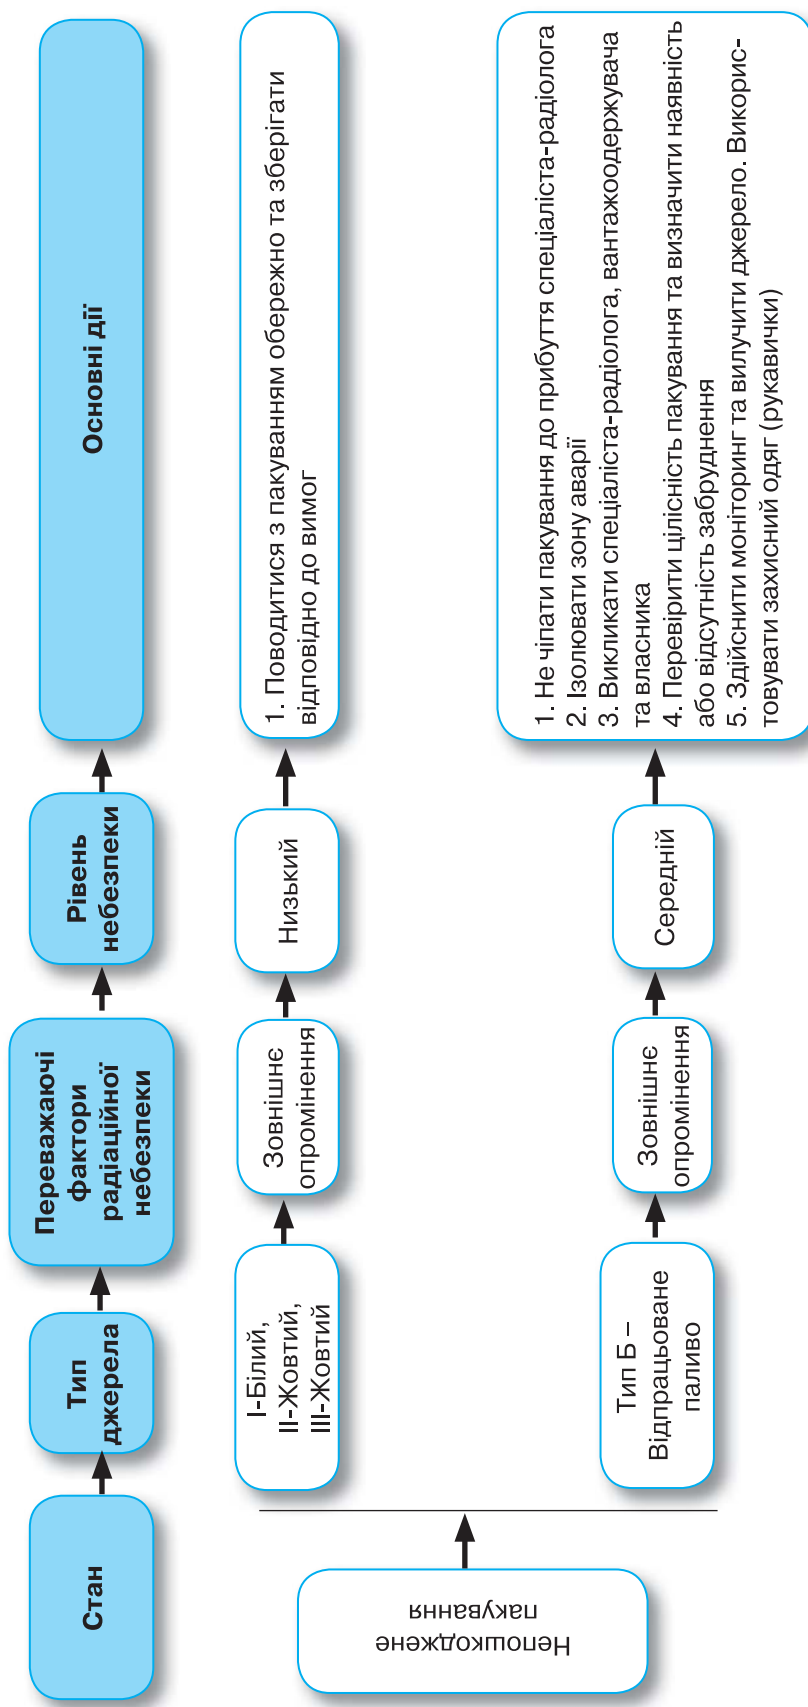 Стан
Тип
джерела
Переважаючі
фактори
радіаційної
небезпеки
Рівень
небезпеки
Основні дії
Непошкоджене
пакування
І-Білий,
ІІ-Жовтий,
ІІІ-Жовтий
Зовнішнє
опромінення
Низький
1. Поводитися з пакуванням обережно та зберігати
відповідно до вимог
Тип Б –
Відпрацьоване
паливо
Зовнішнє
опромінення
Середній
1. Не чіпати пакування до прибуття спеціаліста-радіолога
2. Ізолювати зону аварії
3. Викликати спеціаліста-радіолога, вантажоодержувача
та власника
4. Перевірити цілісність пакування та визначити наявність
або відсутність забруднення
5. Здійснити моніторинг та вилучити джерело. Викорис-
товувати захисний одяг (рукавички)